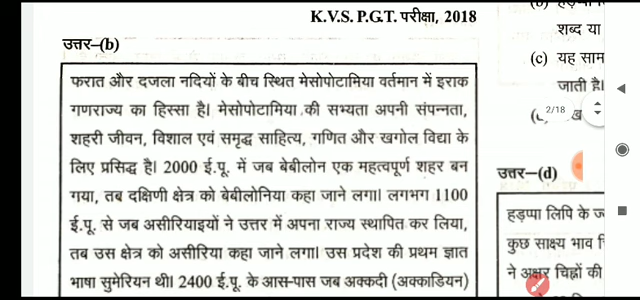 K.V.S. P.G.T. परीक्षा, 2018
उत्तर–(b)
फरात और दजला नदियों के बीच स्थित मेसोपोटामिया वर्तमान में इराक
गणराज्य का हिस्सा है। मेसोपोटामिया की सभ्यता अपनी संपन्नता,
शहरी जीवन, विशाल एवं समृद्ध साहित्य, गणित और खगोल विद्या के
लिए प्रसिद्ध है। 2000 ई.पू. में जब बेबीलोन एक महत्वपूर्ण शहर बन
गया, तब दक्षिणी क्षेत्र को बेबीलोनिया कहा जाने लगा। लगभग 1100
ई.पू. से जब असीरियाइयों ने उत्तर में अपना राज्य स्थापित कर लिया,
तब उस क्षेत्र को असीरिया कहा जाने लगा। उस प्रदेश की प्रथम ज्ञात
भाषा सुमेरियन थी। 2400 ई.पू. के आस-पास जब अक्कदी (अक्काडियन)
शब्द या
(c) यह साम
जाती है।
2/18
उत्तर–(d)
हड़प्पा लिपि के
कुछ साक्ष्य भाव
ने अक्षर चिह्नों की